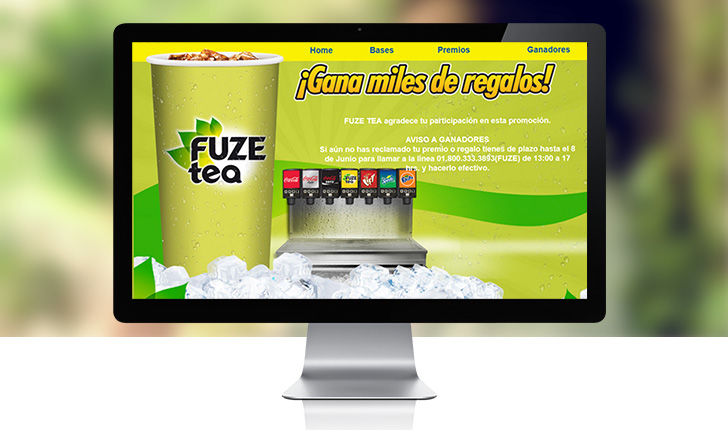 Home Bases Premios Ganadores
¡Gana miles de regalos!
FUZE TEA agradece tu participación en esta promoción.
AVISO A GANADORES
Si aún no has reclamado tu premio o regalo tienes de plazo hasta el 8
de Junio para llamar a la línea 01.800.333.3893(FUZE) de 13:00 a 17
hrs. y hacerlo efectivo.
FUZE
tea